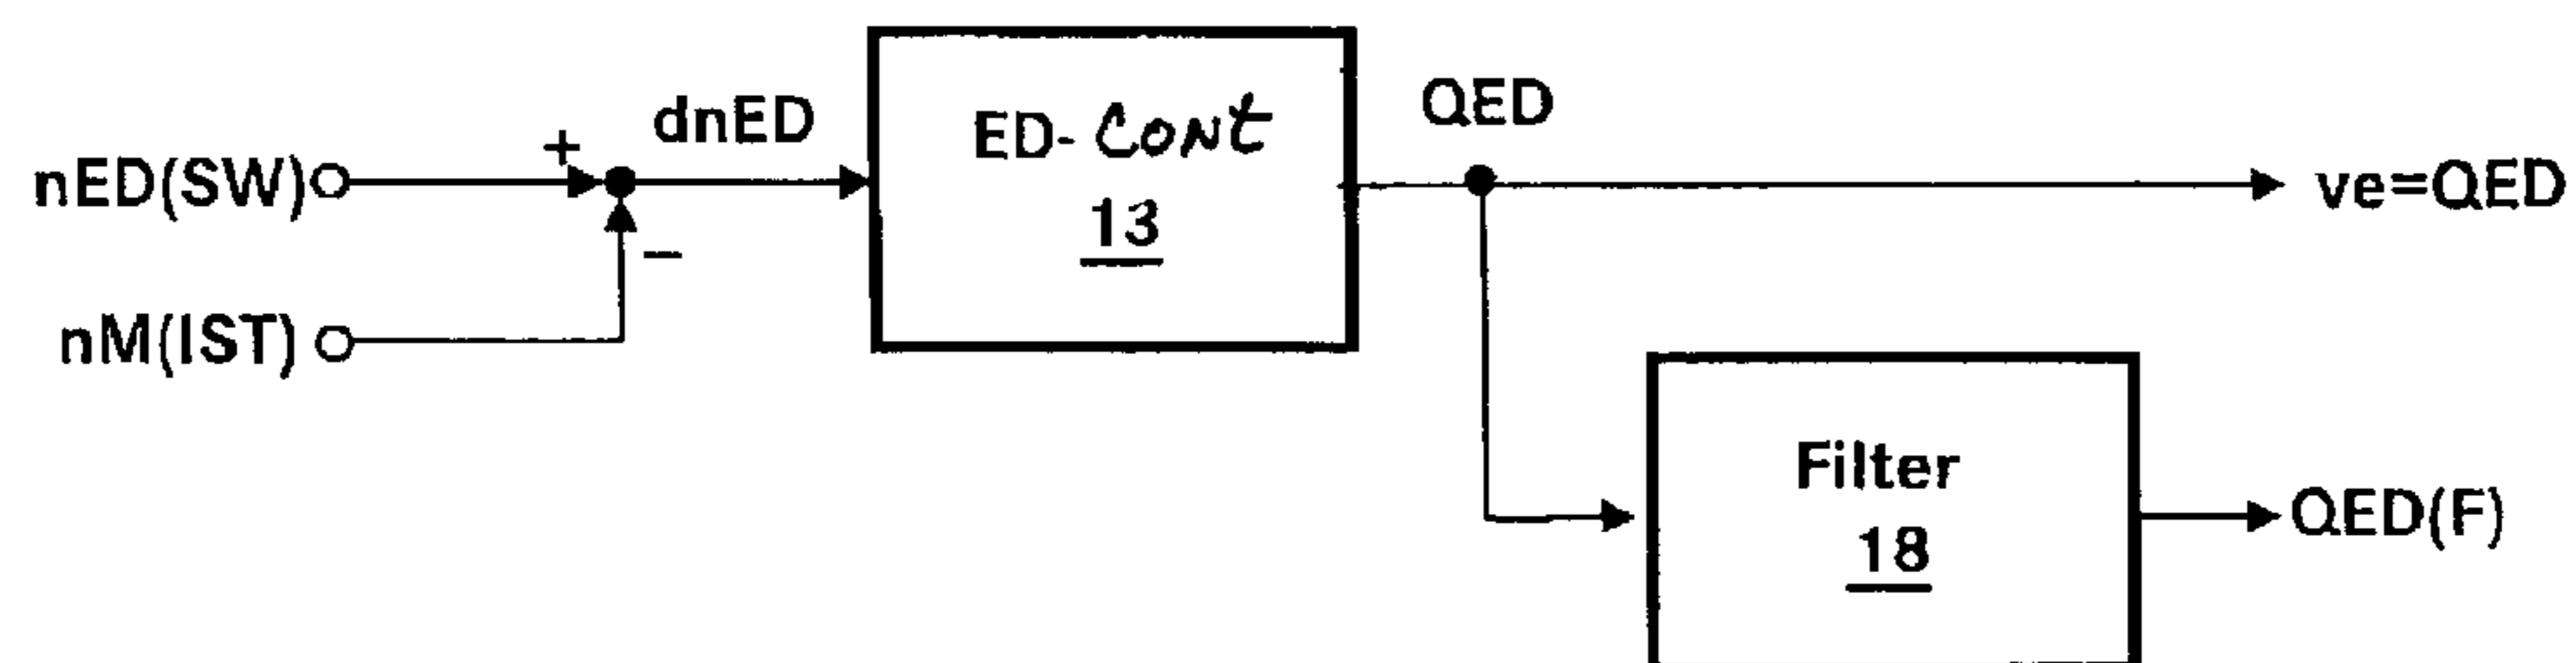 nED(SW)
+
dnED
ED-CONt
13
QED
ve=QED
nM(IST)
−
Filter
18
QED(F)